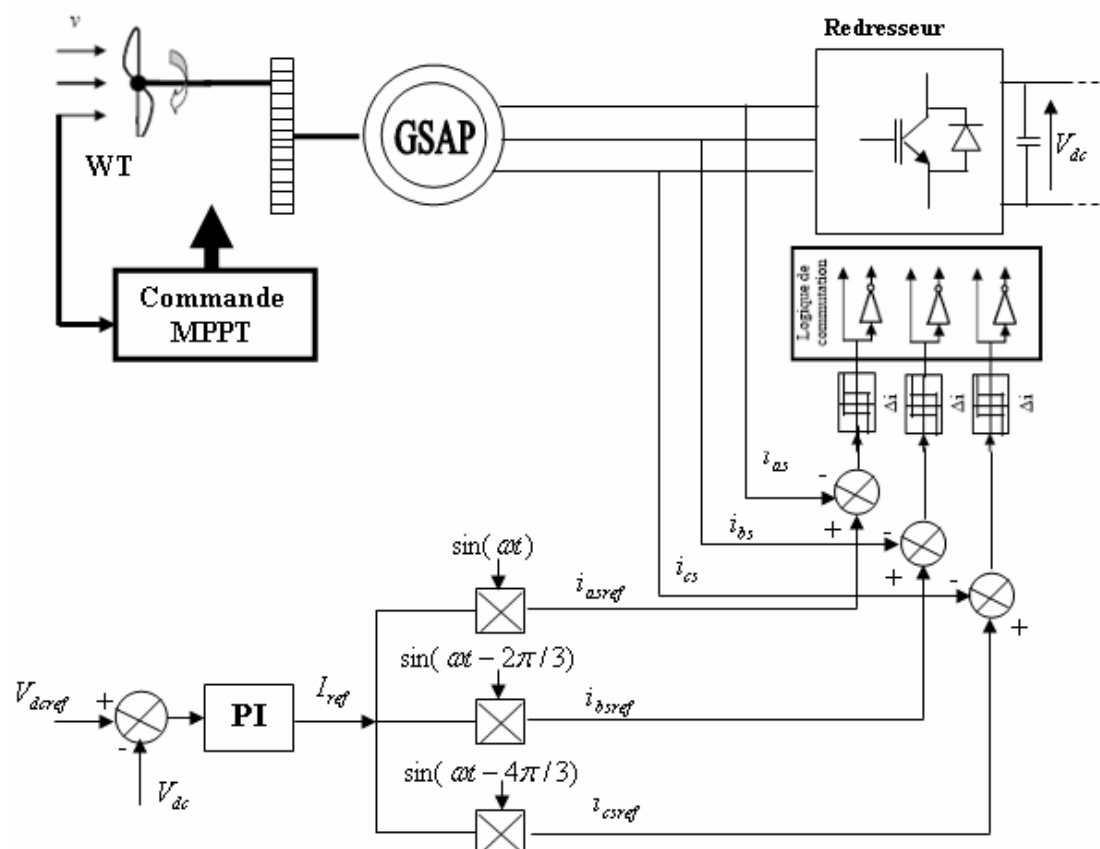 v
Redresseur
WT
GSAP
V_dc
Commande
MPPT
Logique de
commutation
Δi
Δi
Δi
i_as
-
+
i_bs
-
+
i_cs
-
+
sin( ωt)
i_asref
sin( ωt − 2π/3)
V_dcref
+
-
PI
I_ref
i_bsref
sin( ωt − 4π/3)
V_dc
i_csref